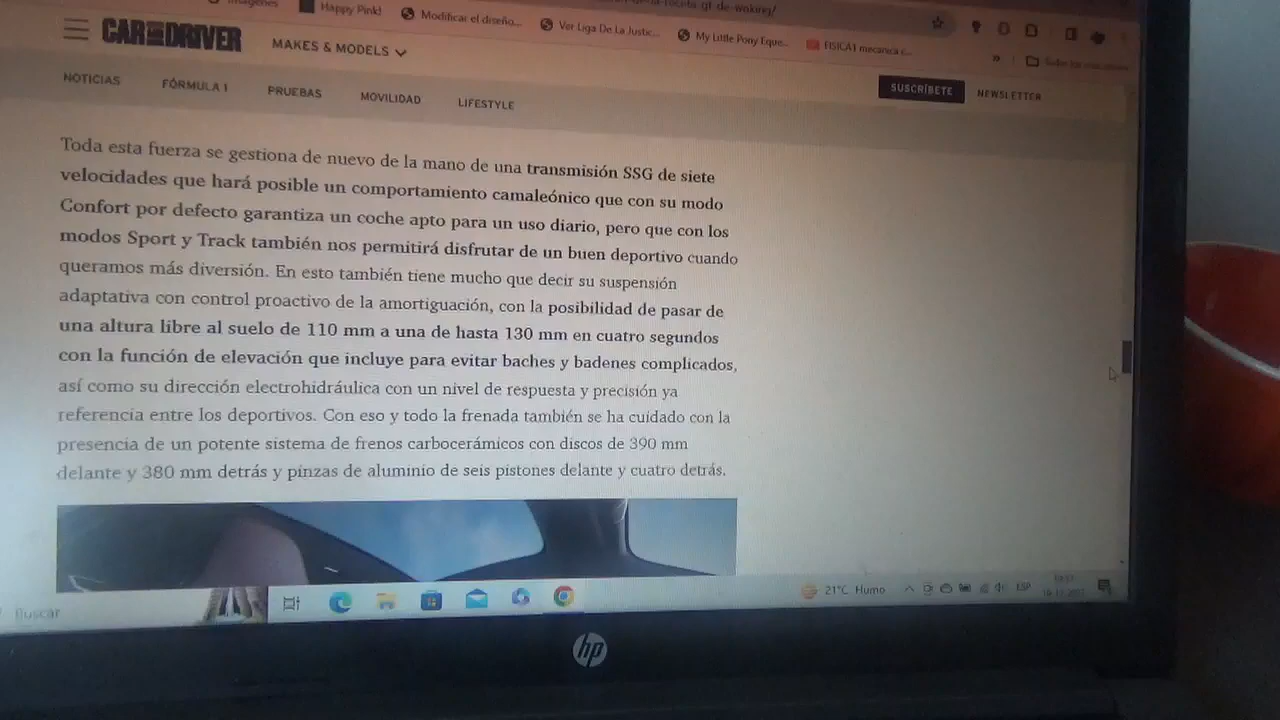 Imágenes
Happy Pink!
Modificar el diseño...
Ver Liga De La Justic...
My Little Pony Eque...
FISICA1 mecanica c...
CAR AND DRIVER
MAKES & MODELS
NOTICIAS
FÓRMULA 1
PRUEBAS
MOVILIDAD
LIFESTYLE
SUSCRÍBETE
NEWSLETTER
Toda esta fuerza se gestiona de nuevo de la mano de una transmisión SSG de siete
velocidades que hará posible un comportamiento camaleónico que con su modo
Confort por defecto garantiza un coche apto para un uso diario, pero que con los
modos Sport y Track también nos permitirá disfrutar de un buen deportivo cuando
queramos más diversión. En esto también tiene mucho que decir su suspensión
adaptativa con control proactivo de la amortiguación, con la posibilidad de pasar de
una altura libre al suelo de 110 mm a una de hasta 130 mm en cuatro segundos
con la función de elevación que incluye para evitar baches y badenes complicados,
así como su dirección electrohidráulica con un nivel de respuesta y precisión ya
referencia entre los deportivos. Con eso y todo la frenada también se ha cuidado con la
presencia de un potente sistema de frenos carbocerámicos con discos de 390 mm
delante y 380 mm detrás y pinzas de aluminio de seis pistones delante y cuatro detrás.
Buscar
21°C Humo
ESP
hp